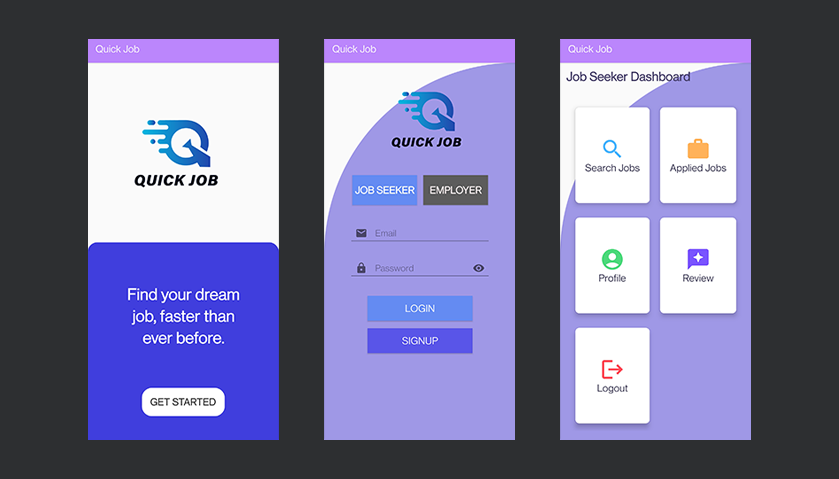 Quick Job
QUICK JOB
Find your dream
job, faster than
ever before.
GET STARTED
Quick Job
QUICK JOB
JOB SEEKER
EMPLOYER
Email
Password
LOGIN
SIGNUP
Quick Job
Job Seeker Dashboard
Search Jobs
Applied Jobs
Profile
Review
Logout